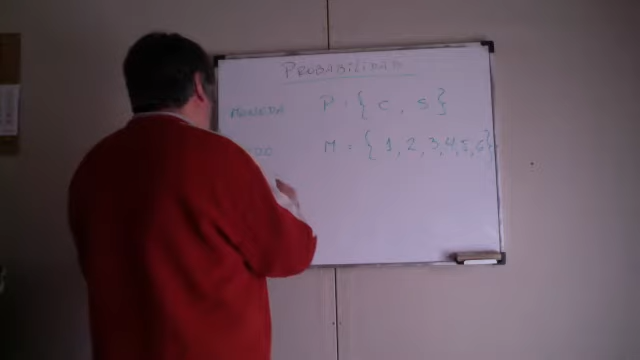 PROBABILIDAD
MONEDA P = { C , S }
M = { 1, 2, 3, 4, 5, 6 }